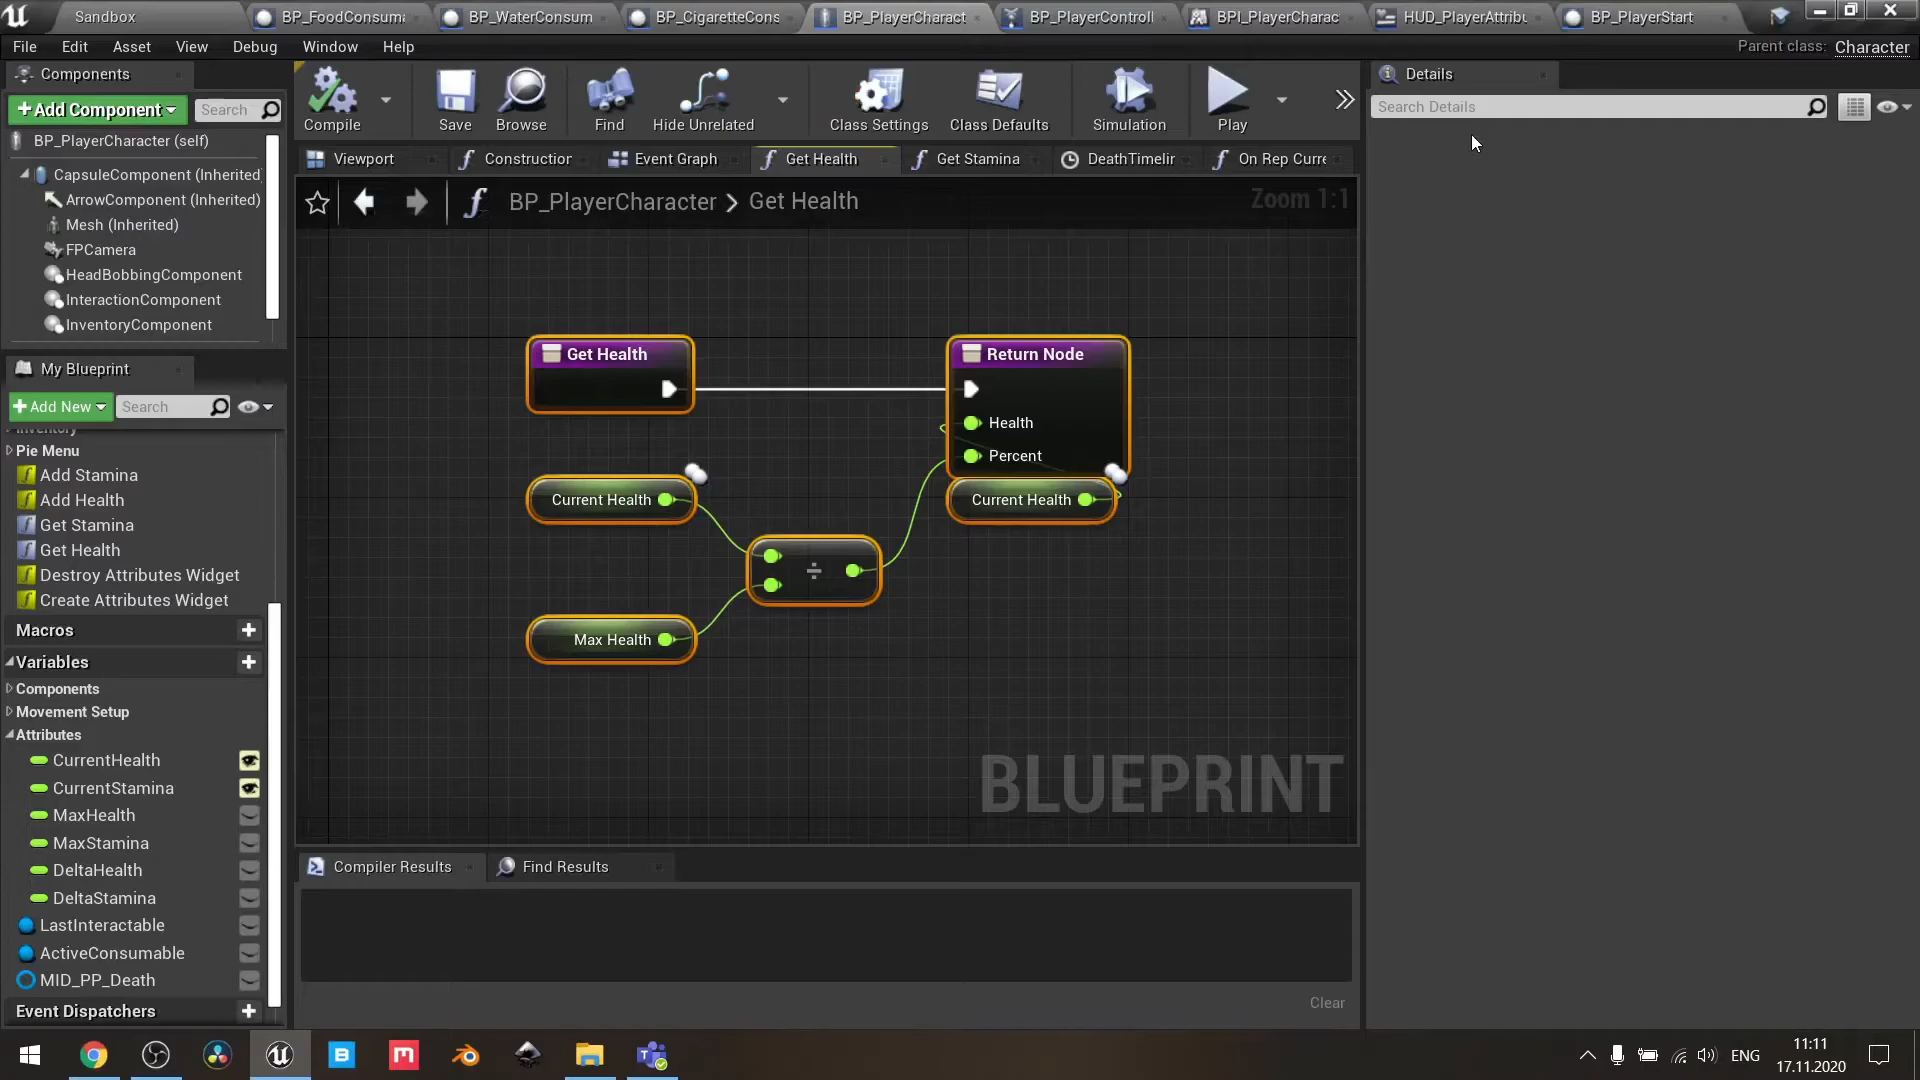 Sandbox
BP_FoodConsum
BP_WaterConsum
BP_CigaretteCons
BP_PlayerCharact
BP_PlayerControll
BPI_PlayerCharac
HUD_PlayerAttribu
BP_PlayerStart
File Edit Asset View Debug Window Help
Parent class: Character
Components
Details
+Add Component
Search
Compile
Save
Browse
Find
Hide Unrelated
Class Settings
Class Defaults
Simulation
Play
Search Details
BP_PlayerCharacter (self)
Viewport
Construction
Event Graph
Get Health
Get Stamina
DeathTimelin
On Rep Curre
CapsuleComponent (Inherited)
ArrowComponent (Inherited)
Mesh (Inherited)
FPCamera
HeadBobbingComponent
InteractionComponent
InventoryComponent
BP_PlayerCharacter > Get Health
Zoom 1:1
Get Health
Return Node
Health
Percent
Current Health
Current Health
÷
Max Health
BLUEPRINT
My Blueprint
+Add New
Search
Inventory
Pie Menu
Add Stamina
Add Health
Get Stamina
Get Health
Destroy Attributes Widget
Create Attributes Widget
Macros
Variables
Components
Movement Setup
Attributes
CurrentHealth
CurrentStamina
MaxHealth
MaxStamina
DeltaHealth
DeltaStamina
LastInteractable
ActiveConsumable
MID_PP_Death
Event Dispatchers
Compiler Results
Find Results
Clear
ENG
11:11
17.11.2020